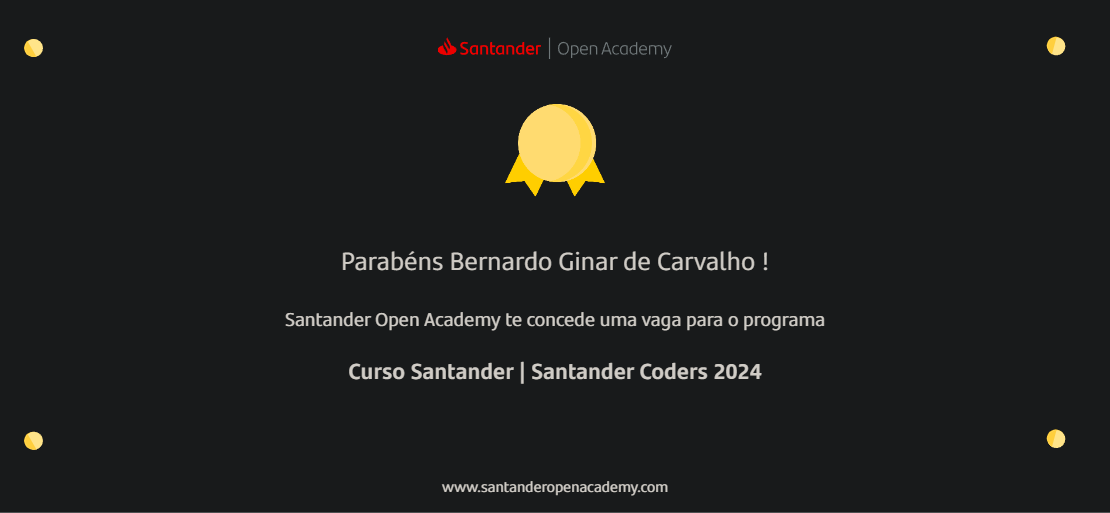 Santander | Open Academy
Parabéns Bernardo Ginar de Carvalho !
Santander Open Academy te concede uma vaga para o programa
Curso Santander | Santander Coders 2024
www.santanderopenacademy.com